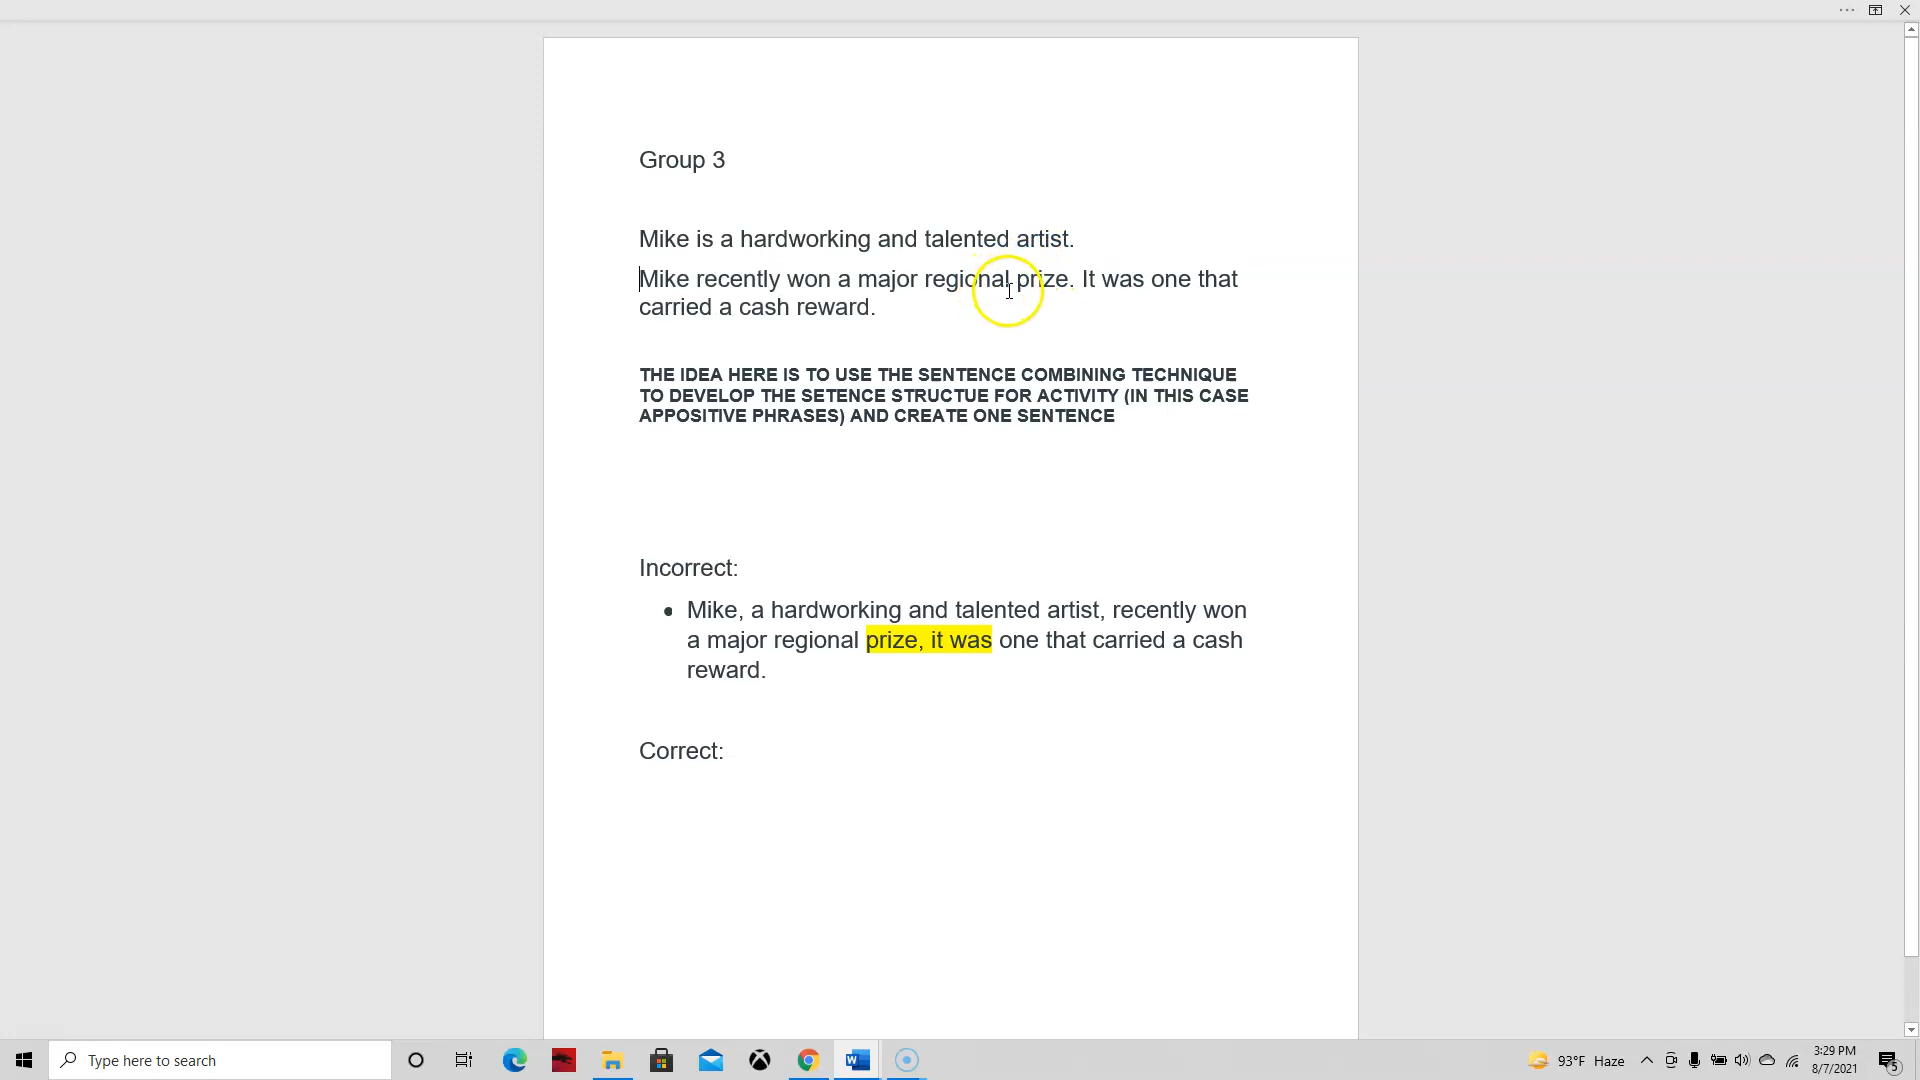 Group 3
Mike is a hardworking and talented artist.
Mike recently won a major regional prize. It was one that
carried a cash reward.
THE IDEA HERE IS TO USE THE SENTENCE COMBINING TECHNIQUE
TO DEVELOP THE SETENCE STRUCTUE FOR ACTIVITY (IN THIS CASE
APPOSITIVE PHRASES) AND CREATE ONE SENTENCE
Incorrect:
• Mike, a hardworking and talented artist, recently won
a major regional prize, it was one that carried a cash
reward.
Correct:
Type here to search
93°F Haze
3:29 PM
8/7/2021
5